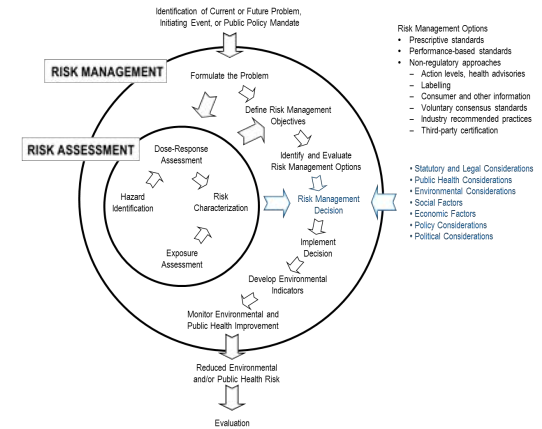 Identification of Current or Future Problem,
Initiating Event, or Public Policy Mandate
RISK MANAGEMENT
Formulate the Problem
Define Risk Management
Objectives
Identify and Evaluate
Risk Management Options
Risk Management
Decision
Implement
Decision
Develop Environmental
Indicators
Monitor Environmental and
Public Health Improvement
Reduced Environmental
and/or Public Health Risk
Evaluation
RISK ASSESSMENT
Dose-Response
Assessment
Hazard
Identification
Risk
Characterization
Exposure
Assessment
Risk Management Options
• Prescriptive standards
• Performance-based standards
• Non-regulatory approaches
– Action levels, health advisories
– Labelling
– Consumer and other information
– Voluntary consensus standards
– Industry recommended practices
– Third-party certification
• Statutory and Legal Considerations
• Public Health Considerations
• Environmental Considerations
• Social Factors
• Economic Factors
• Policy Considerations
• Political Considerations